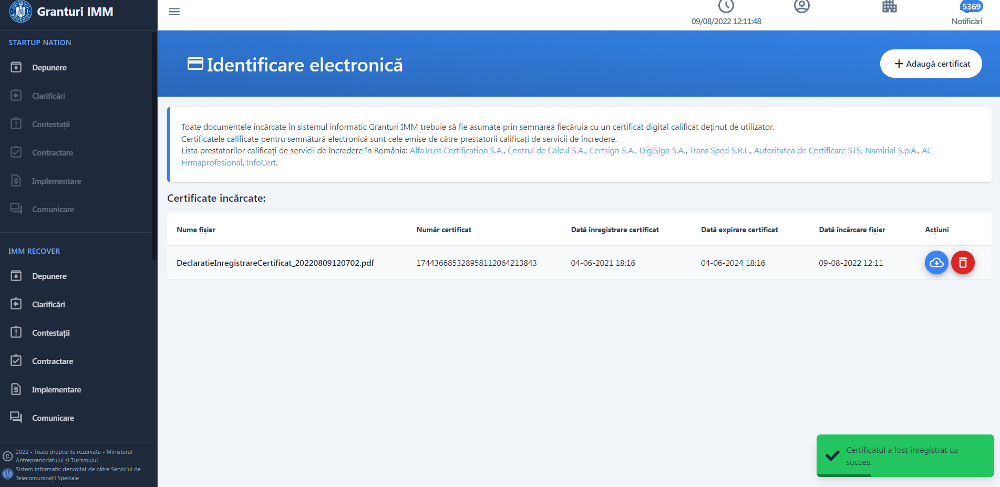 Granturi IMM
09/08/2022 12:11:48
5369
Notificări
STARTUP NATION
Depunere
Clarificări
Contestații
Contractare
Implementare
Comunicare
IMM RECOVER
Depunere
Clarificări
Contestații
Contractare
Implementare
Comunicare
2022 - Toate drepturile rezervate - Ministerul
Antreprenoriatului și Turismului
Sistem informatic dezvoltat de către Serviciul de
Telecomunicații Speciale
Identificare electronică
Adaugă certificat
Toate documentele încărcate în sistemul informatic Granturi IMM trebuie să fie asumate prin semnarea fiecăruia cu un certificat digital calificat deținut de utilizator.
Certificatele calificate pentru semnătură electronică sunt cele emise de către prestatorii calificați de servicii de încredere.
Lista prestatorilor calificați de servicii de încredere în România: AlfaTrust Certification S.A., Centrul de Calcul S.A., Certsign S.A., DigiSign S.A., Trans Sped S.R.L., Autoritatea de Certificare STS, Namirial S.p.A., AC
Firmaprofesional, InfoCert.
Certificate încărcate:
Nume fișier Număr certificat Dată înregistrare certificat Dată expirare certificat Dată încărcare fișier Acțiuni
DeclaratieInregistrareCertificat_20220809120702.pdf 174436685328958112064213843 04-06-2021 18:16 04-06-2024 18:16 09-08-2022 12:11
Certificatul a fost înregistrat cu
succes.